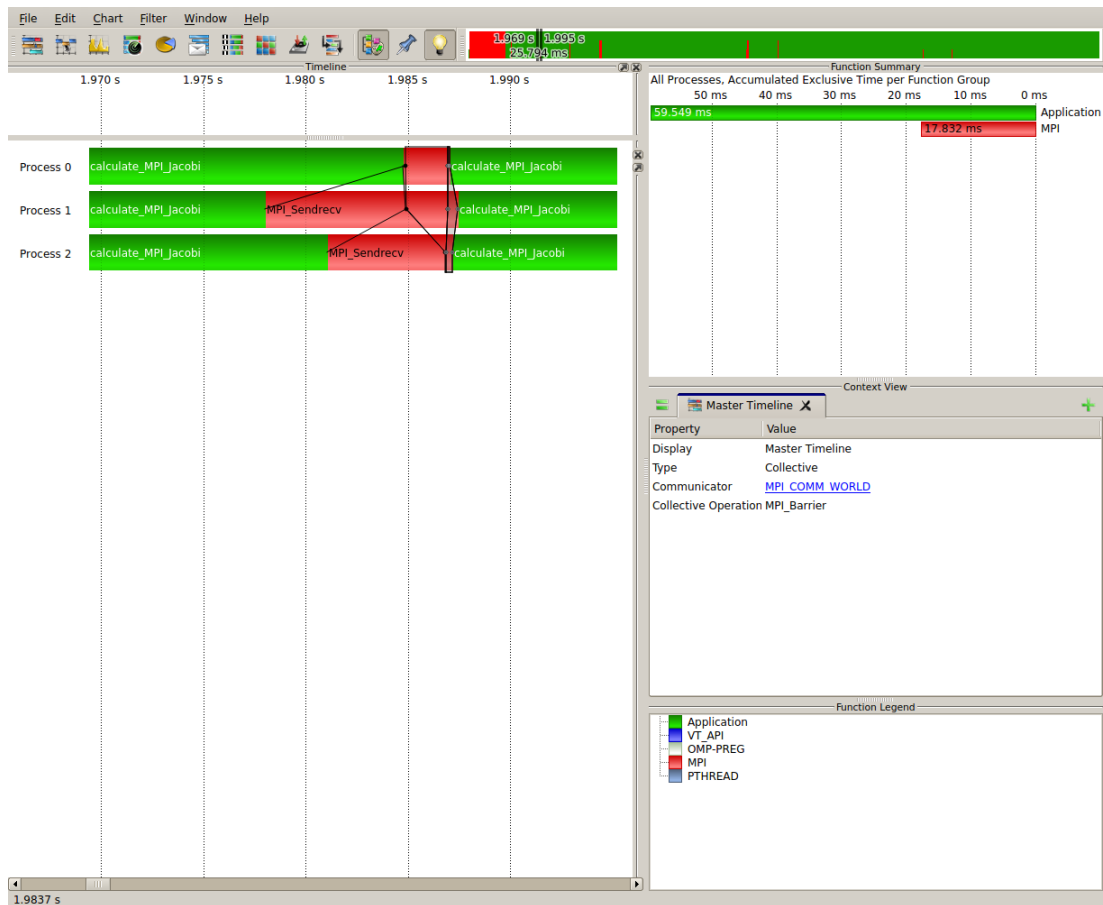 File Edit Chart Filter Window Help
1.969 s 1.995 s
25.794 ms
Timeline
1.970 s 1.975 s 1.980 s 1.985 s 1.990 s
Process 0 calculate_MPI_Jacobi calculate_MPI_Jacobi
Process 1 calculate_MPI_Jacobi MPI_Sendrecv calculate_MPI_Jacobi
Process 2 calculate_MPI_Jacobi MPI_Sendrecv calculate_MPI_Jacobi
1.9837 s
Function Summary
All Processes, Accumulated Exclusive Time per Function Group
50 ms 40 ms 30 ms 20 ms 10 ms 0 ms
59.549 ms Application
17.832 ms MPI
Context View
Master Timeline
Property Value
Display Master Timeline
Type Collective
Communicator MPI_COMM_WORLD
Collective Operation MPI_Barrier
Function Legend
Application
VT_API
OMP-PREG
MPI
PTHREAD